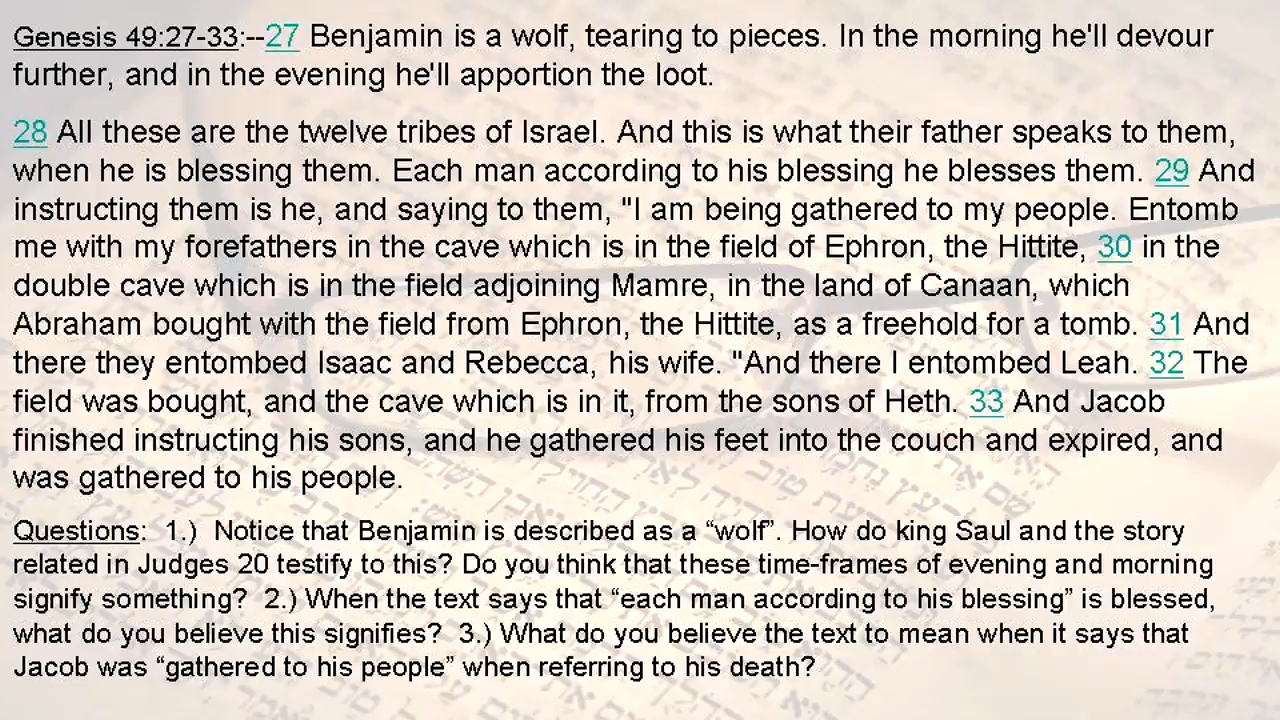 Genesis 49:27-33:--27 Benjamin is a wolf, tearing to pieces. In the morning he'll devour
further, and in the evening he'll apportion the loot.
28 All these are the twelve tribes of Israel. And this is what their father speaks to them,
when he is blessing them. Each man according to his blessing he blesses them. 29 And
instructing them is he, and saying to them, "I am being gathered to my people. Entomb
me with my forefathers in the cave which is in the field of Ephron, the Hittite, 30 in the
double cave which is in the field adjoining Mamre, in the land of Canaan, which
Abraham bought with the field from Ephron, the Hittite, as a freehold for a tomb. 31 And
there they entombed Isaac and Rebecca, his wife. "And there I entombed Leah. 32 The
field was bought, and the cave which is in it, from the sons of Heth. 33 And Jacob
finished instructing his sons, and he gathered his feet into the couch and expired, and
was gathered to his people.
Questions:  1.)  Notice that Benjamin is described as a “wolf”. How do king Saul and the story
related in Judges 20 testify to this? Do you think that these time-frames of evening and morning
signify something?  2.) When the text says that “each man according to his blessing” is blessed,
what do you believe this signifies?  3.) What do you believe the text to mean when it says that
Jacob was “gathered to his people” when referring to his death?